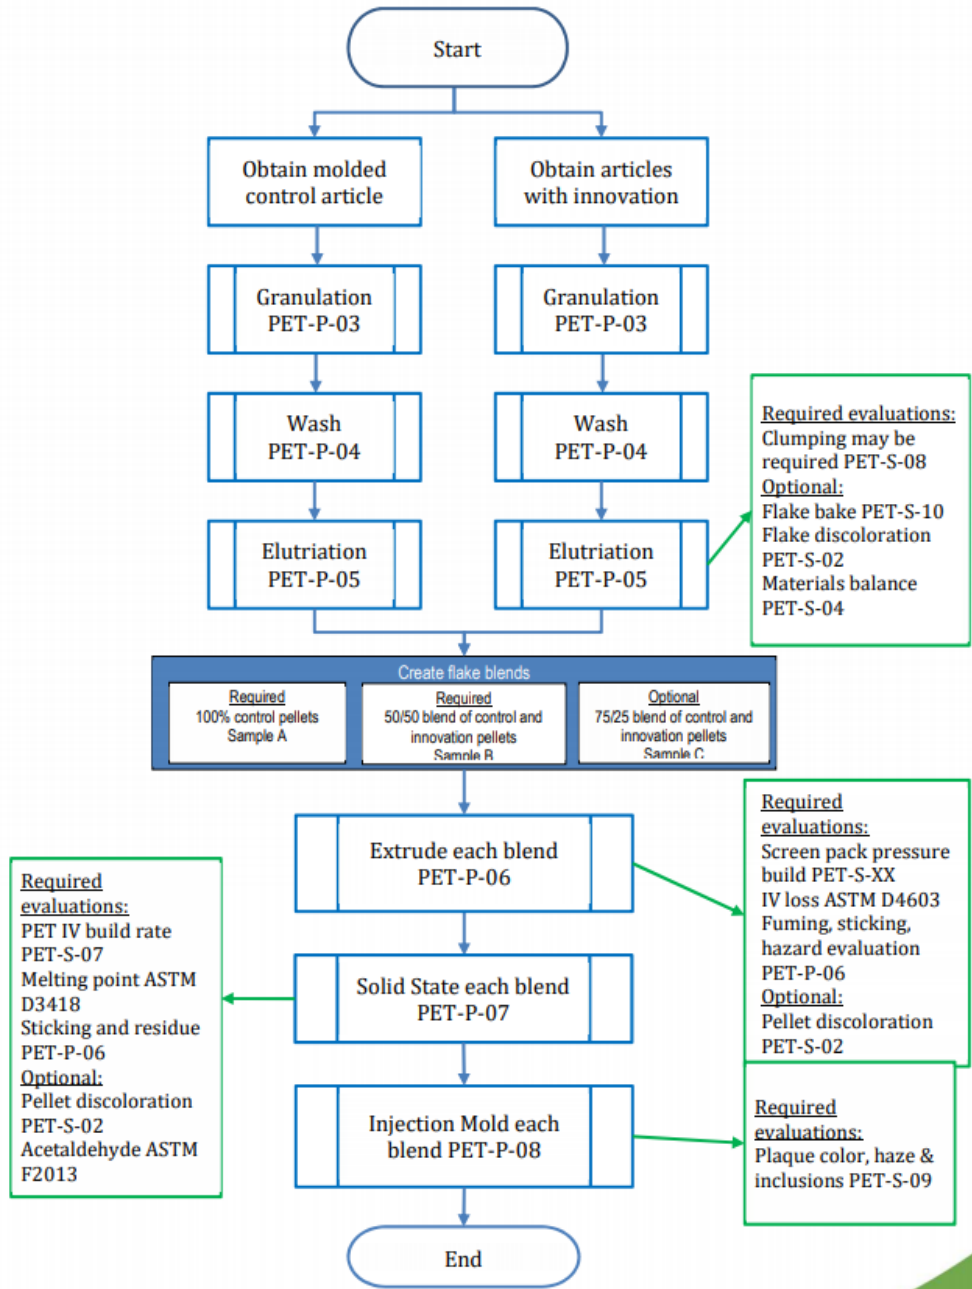 Start
Obtain molded
control article
Obtain articles
with innovation
Granulation
PET-P-03
Granulation
PET-P-03
Wash
PET-P-04
Wash
PET-P-04
Elutriation
PET-P-05
Elutriation
PET-P-05
Required evaluations:
Clumping may be
required PET-S-08
Optional:
Flake bake PET-S-10
Flake discoloration
PET-S-02
Materials balance
PET-S-04
Create flake blends
Required
100% control pellets
Sample A
Required
50/50 blend of control and
innovation pellets
Sample B
Optional
75/25 blend of control and
innovation pellets
Sample C
Extrude each blend
PET-P-06
Required
evaluations:
Screen pack pressure
build PET-S-XX
IV loss ASTM D4603
Fuming, sticking,
hazard evaluation
PET-P-06
Optional:
Pellet discoloration
PET-S-02
Required
evaluations:
PET IV build rate
PET-S-07
Melting point ASTM
D3418
Sticking and residue
PET-P-06
Optional:
Pellet discoloration
PET-S-02
Acetaldehyde ASTM
F2013
Solid State each blend
PET-P-07
Injection Mold each
blend PET-P-08
Required
evaluations:
Plaque color, haze &
inclusions PET-S-09
End